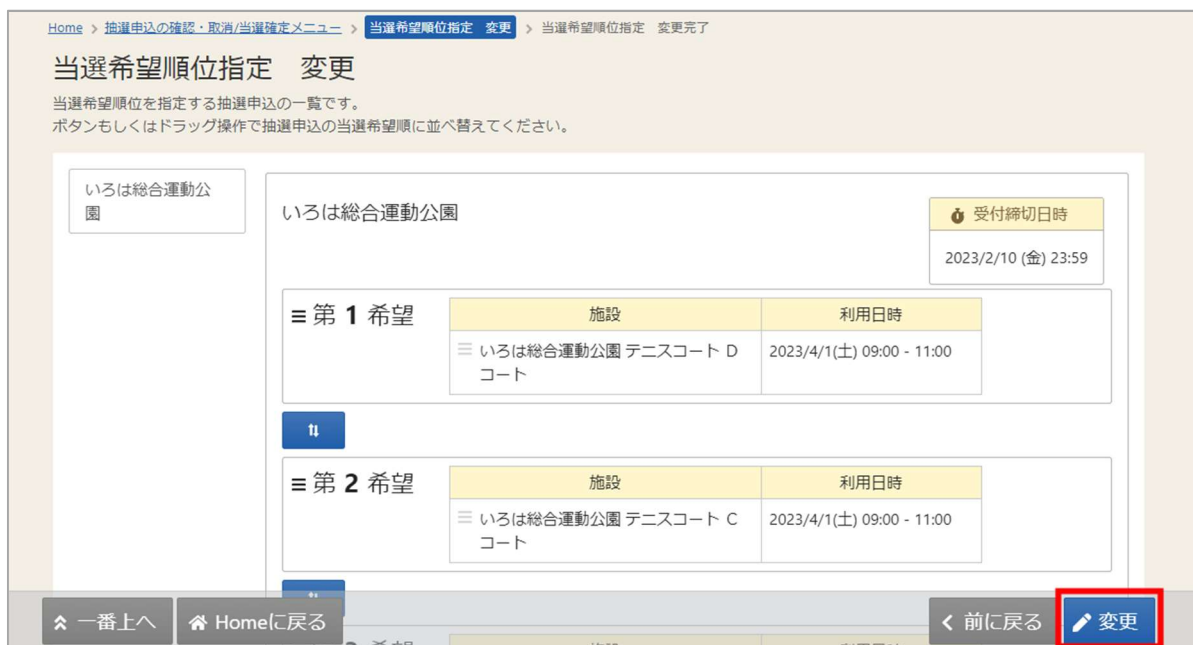 Home > 抽選申込の確認・取消/当選確定メニュー > 当選希望順位指定　変更 > 当選希望順位指定　変更完了
当選希望順位指定　変更
当選希望順位を指定する抽選申込の一覧です。
ボタンもしくはドラッグ操作で抽選申込の当選希望順に並べ替えてください。
いろは総合運動公
園
いろは総合運動公園
受付締切日時
2023/2/10 (金) 23:59
第 1 希望
施設
利用日時
いろは総合運動公園 テニスコート D
コート
2023/4/1(土) 09:00 - 11:00
第 2 希望
施設
利用日時
いろは総合運動公園 テニスコート C
コート
2023/4/1(土) 09:00 - 11:00
一番上へ
Homeに戻る
前に戻る
変更